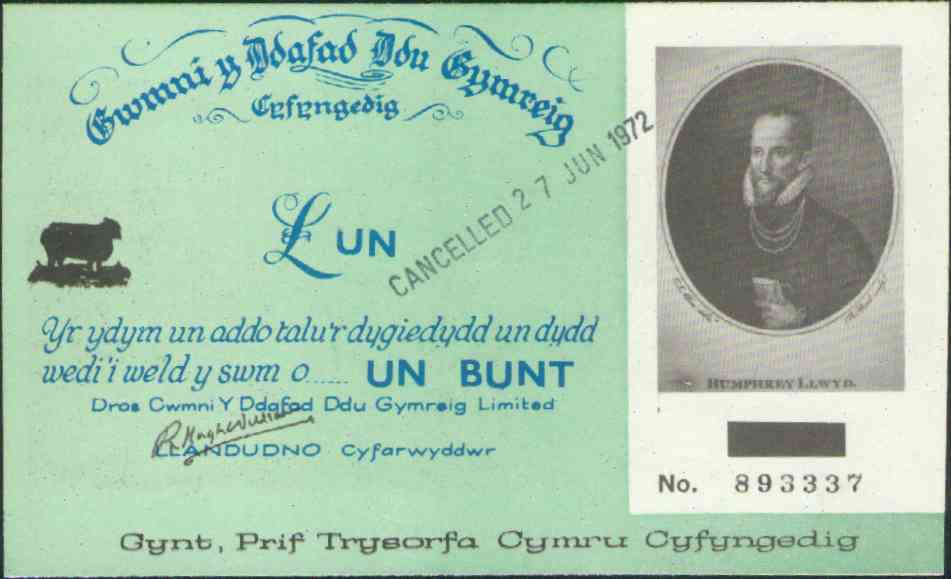 Cwmni y Ddafad Ddu Gymreig
Cyfyngedig
£ UN
CANCELLED 27 JUN 1972
Yr ydym un addo talu'r dygiedydd un dydd
wedi'i weld y swm o...... UN BUNT
Dros Cwmni Y Ddafad Ddu Gymreig Limited
LLANDUDNO Cyfarwyddwr
HUMPHREY LLWYD.
No. 893337
Gynt, Prif Trysorfa Cymru Cyfyngedig